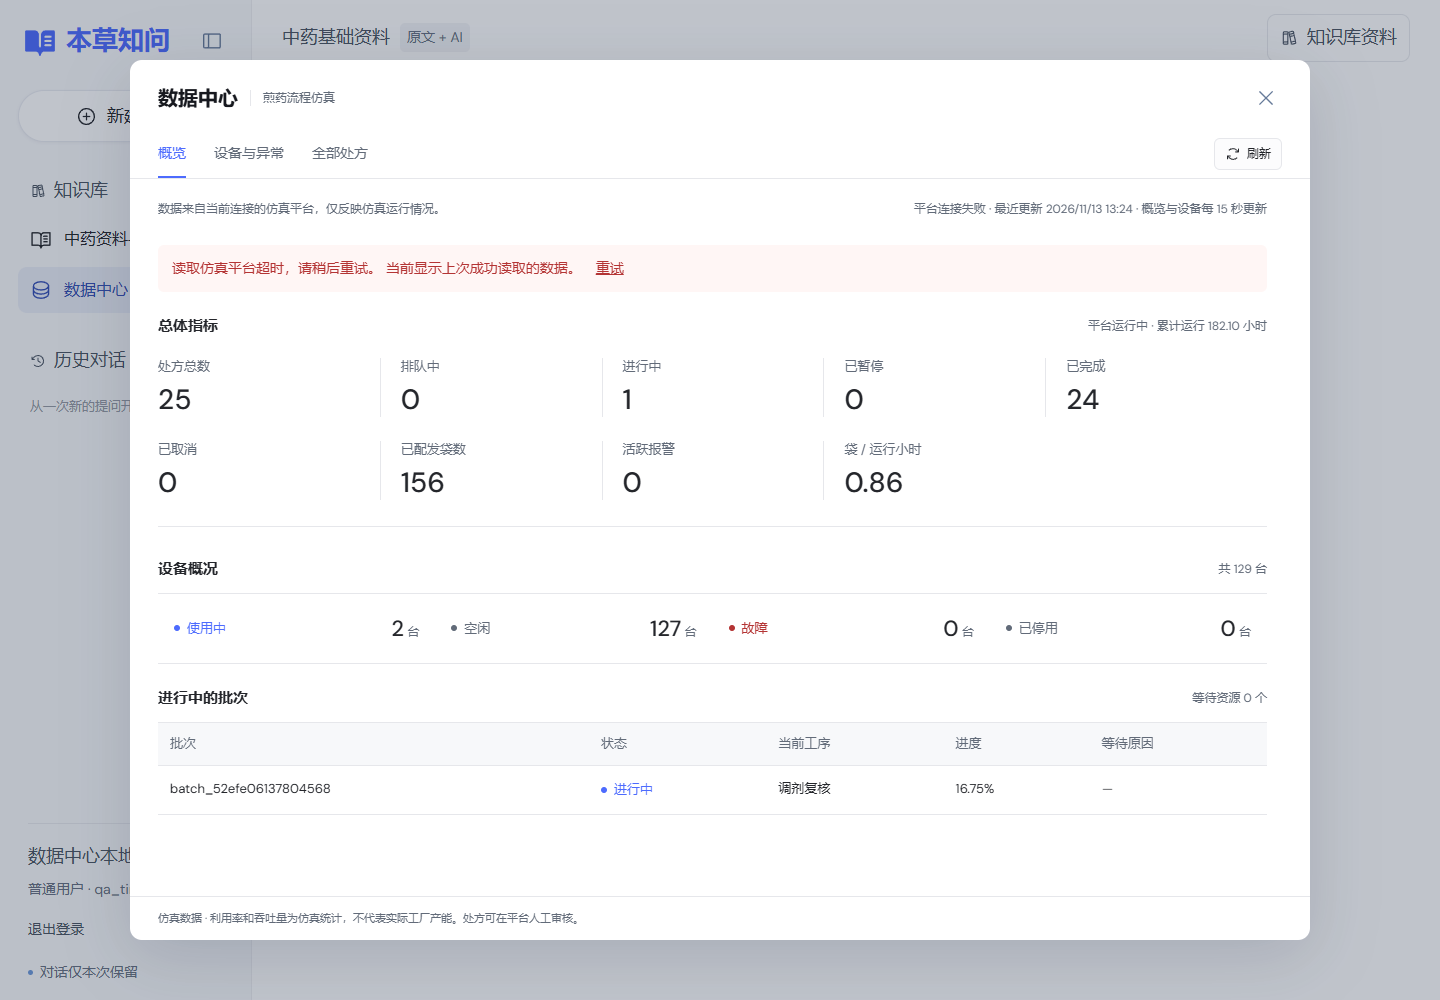 本草知问
中药基础资料
原文 + AI
知识库资料
知识库
中药资料
数据中心
历史对话
从一次新的提问
数据中心本地
普通用户 · qa_ti
退出登录
对话仅本次保留
数据中心
煎药流程仿真
概览
设备与异常
全部处方
刷新
数据来自当前连接的仿真平台，仅反映仿真运行情况。
平台连接失败 · 最近更新 2026/11/13 13:24 · 概览与设备每 15 秒更新
读取仿真平台超时，请稍后重试。 当前显示上次成功读取的数据。 重试
总体指标
平台运行中 · 累计运行 182.10 小时
处方总数
25
排队中
0
进行中
1
已暂停
0
已完成
24
已取消
0
已配发袋数
156
活跃报警
0
袋 / 运行小时
0.86
设备概况
共 129 台
使用中 2 台
空闲 127 台
故障 0 台
已停用 0 台
进行中的批次
等待资源 0 个
批次 状态 当前工序 进度 等待原因
batch_52efe06137804568 进行中 调剂复核 16.75% —
仿真数据 · 利用率和吞吐量为仿真统计，不代表实际工厂产能。处方可在平台人工审核。